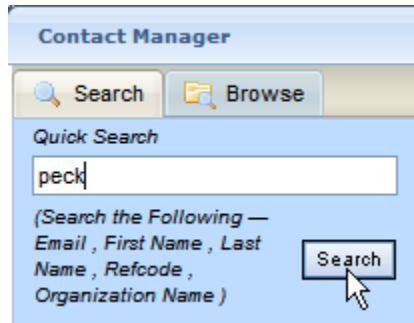 Contact Manager
Search Browse
Quick Search
peck
(Search the Following —
Email , First Name , Last
Name , Refcode ,
Organization Name )
Search